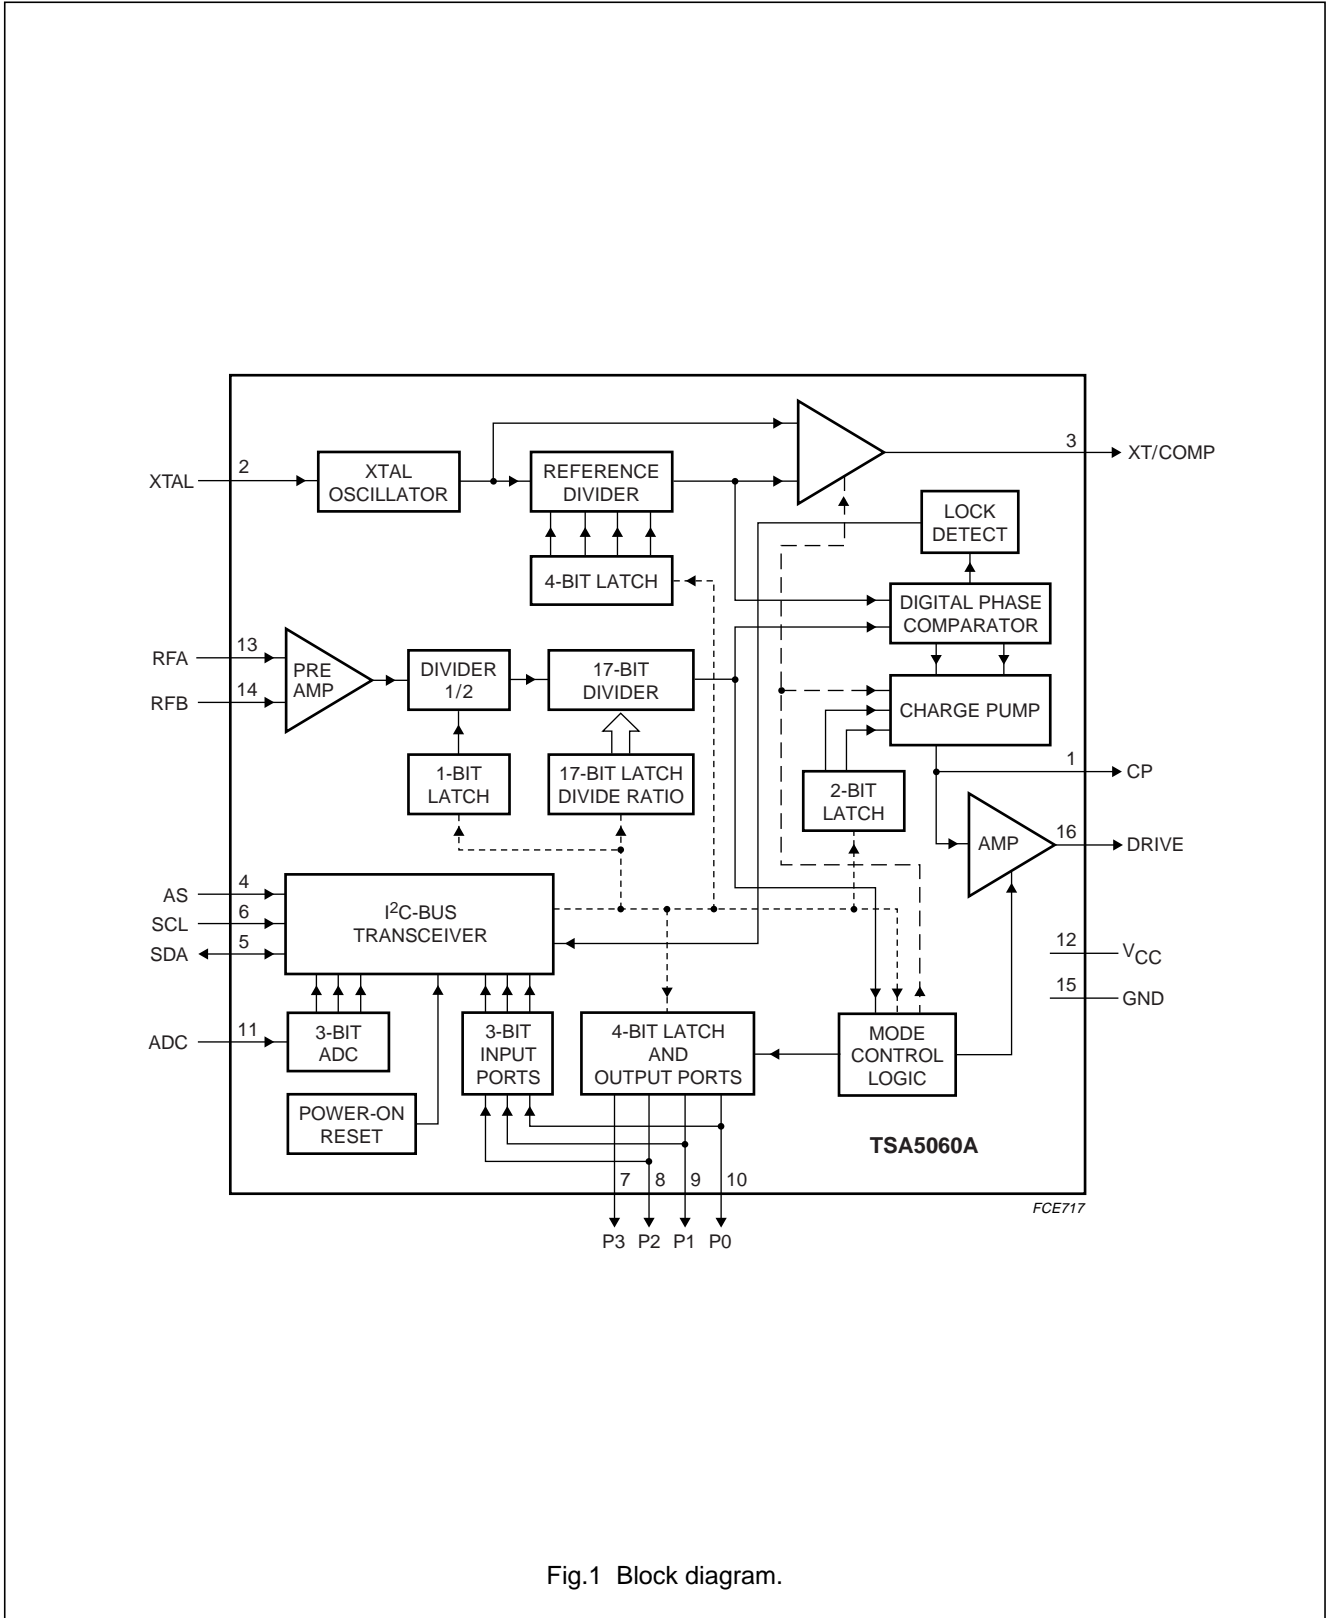 XTAL
2
XTAL
OSCILLATOR
REFERENCE
DIVIDER
4-BIT LATCH
3
XT/COMP
LOCK
DETECT
DIGITAL PHASE
COMPARATOR
CHARGE PUMP
RFA
13
RFB
14
PRE
AMP
DIVIDER
1/2
17-BIT
DIVIDER
1-BIT
LATCH
17-BIT LATCH
DIVIDE RATIO
2-BIT
LATCH
1
CP
AMP
16
DRIVE
AS
4
SCL
6
SDA
5
I²C-BUS
TRANSCEIVER
12
VCC
15
GND
ADC
11
3-BIT
ADC
3-BIT
INPUT
PORTS
4-BIT LATCH
AND
OUTPUT PORTS
MODE
CONTROL
LOGIC
POWER-ON
RESET
TSA5060A
7
8
9
10
FCE717
P3
P2
P1
P0
Fig.1 Block diagram.